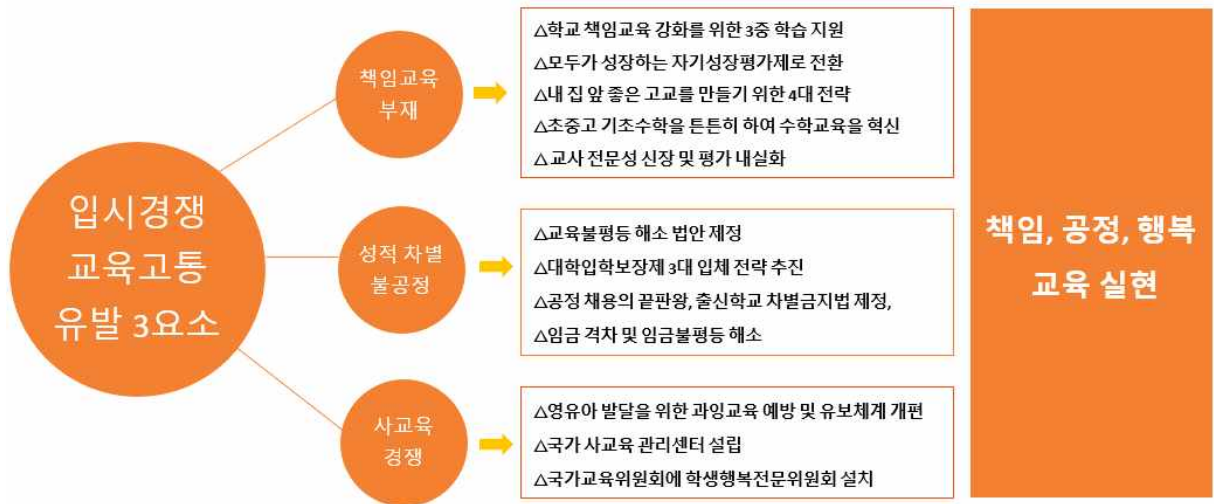 입시경쟁
교육고통
유발 3요소
책임교육
부재
△학교 책임교육 강화를 위한 3중 학습 지원
△모두가 성장하는 자기성장평가제로 전환
△내 집 앞 좋은 고교를 만들기 위한 4대 전략
△초중고 기초수학을 튼튼히 하여 수학교육을 혁신
△ 교사 전문성 신장 및 평가 내실화
성적 차별
불공정
△교육불평등 해소 법안 제정
△대학입학보장제 3대 입체 전략 추진
△공정 채용의 끝판왕, 출신학교 차별금지법 제정,
△임금 격차 및 임금불평등 해소
사교육
경쟁
△영유아 발달을 위한 과잉교육 예방 및 유보체계 개편
△국가 사교육 관리센터 설립
△국가교육위원회에 학생행복전문위원회 설치
책임, 공정, 행복
교육 실현